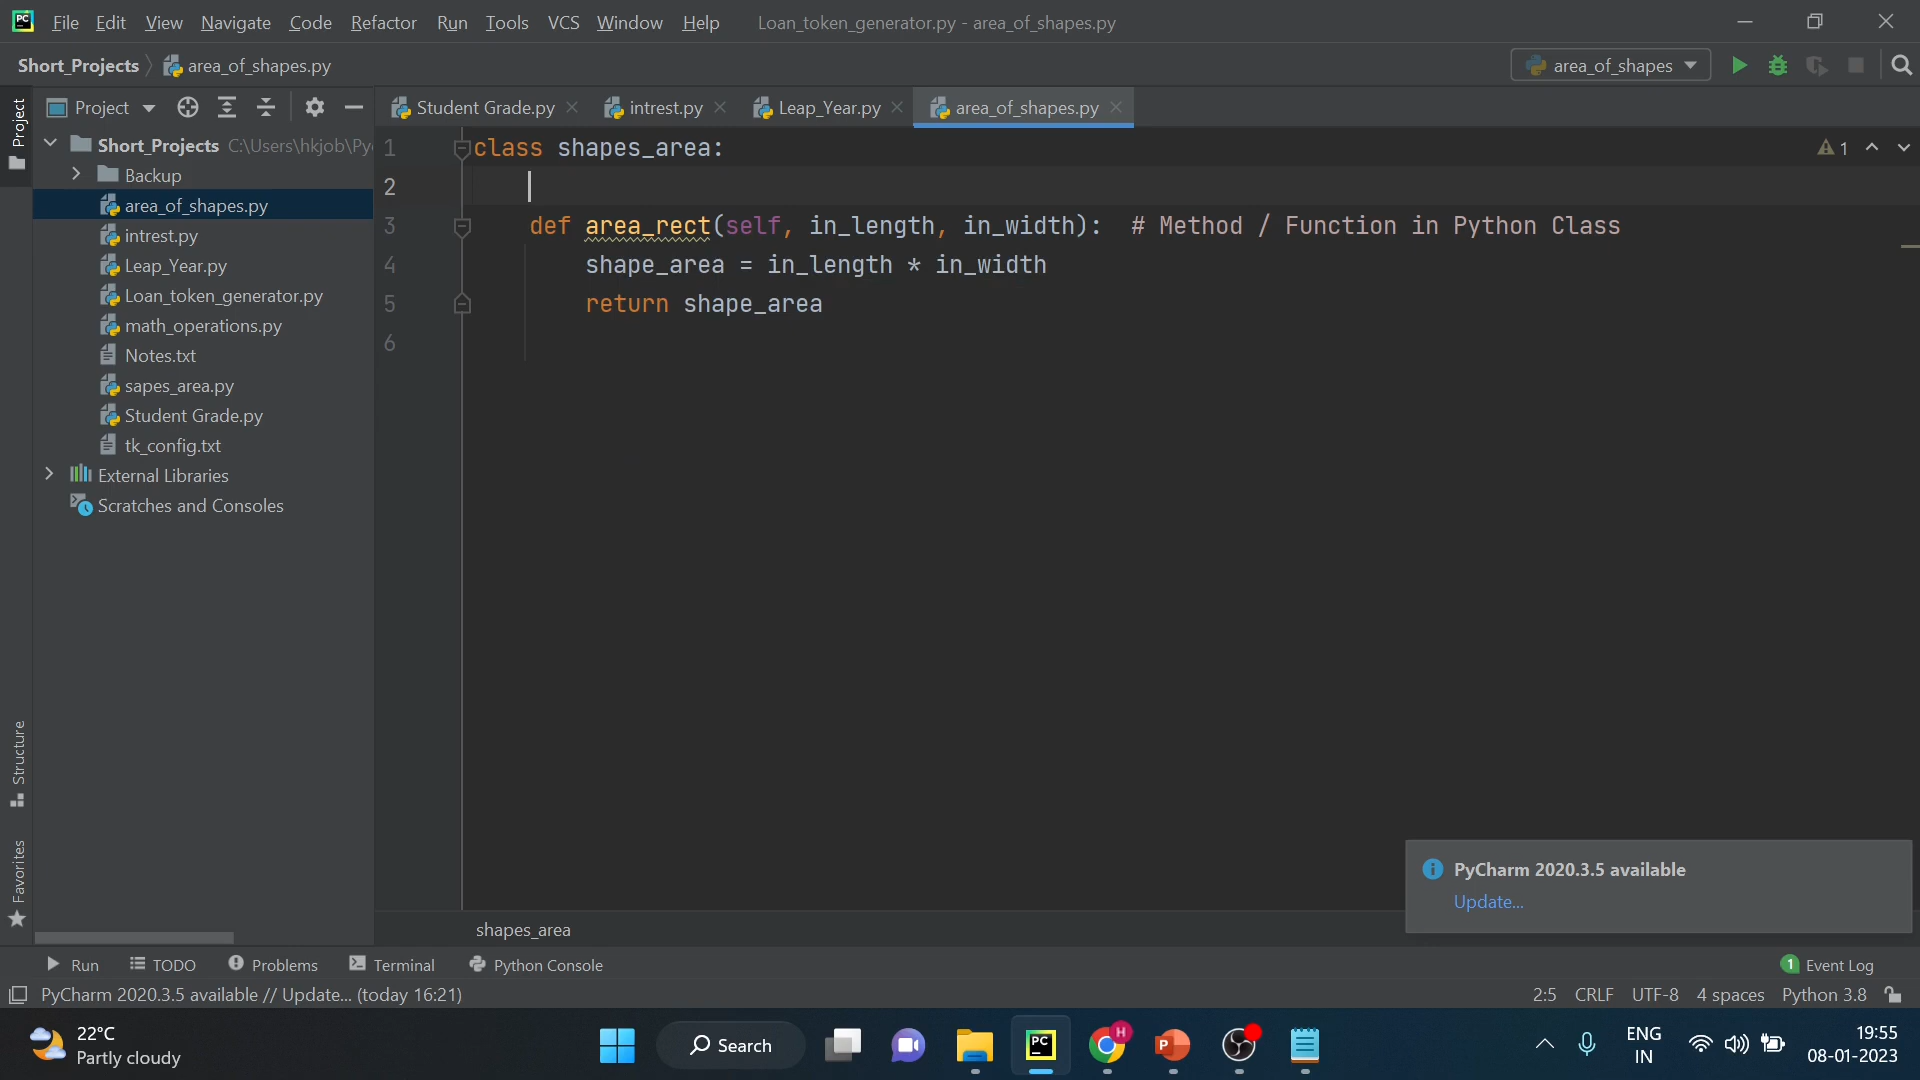 PC File Edit View Navigate Code Refactor Run Tools VCS Window Help Loan_token_generator.py - area_of_shapes.py
Short_Projects area_of_shapes.py area_of_shapes
Project
Project
Student Grade.py intrest.py Leap_Year.py area_of_shapes.py
Short_Projects C:\Users\hkjob\Py
Backup
area_of_shapes.py
intrest.py
Leap_Year.py
Loan_token_generator.py
math_operations.py
Notes.txt
sapes_area.py
Student Grade.py
tk_config.txt
External Libraries
Scratches and Consoles
1 class shapes_area: 1
2
3 def area_rect(self, in_length, in_width): # Method / Function in Python Class
4 shape_area = in_length * in_width
5 return shape_area
6
Structure
Favorites
PyCharm 2020.3.5 available
Update...
shapes_area
Run TODO Problems Terminal Python Console 1 Event Log
PyCharm 2020.3.5 available // Update... (today 16:21) 2:5 CRLF UTF-8 4 spaces Python 3.8
22°C
Partly cloudy
Search
PC
H
P
ENG
IN
19:55
08-01-2023